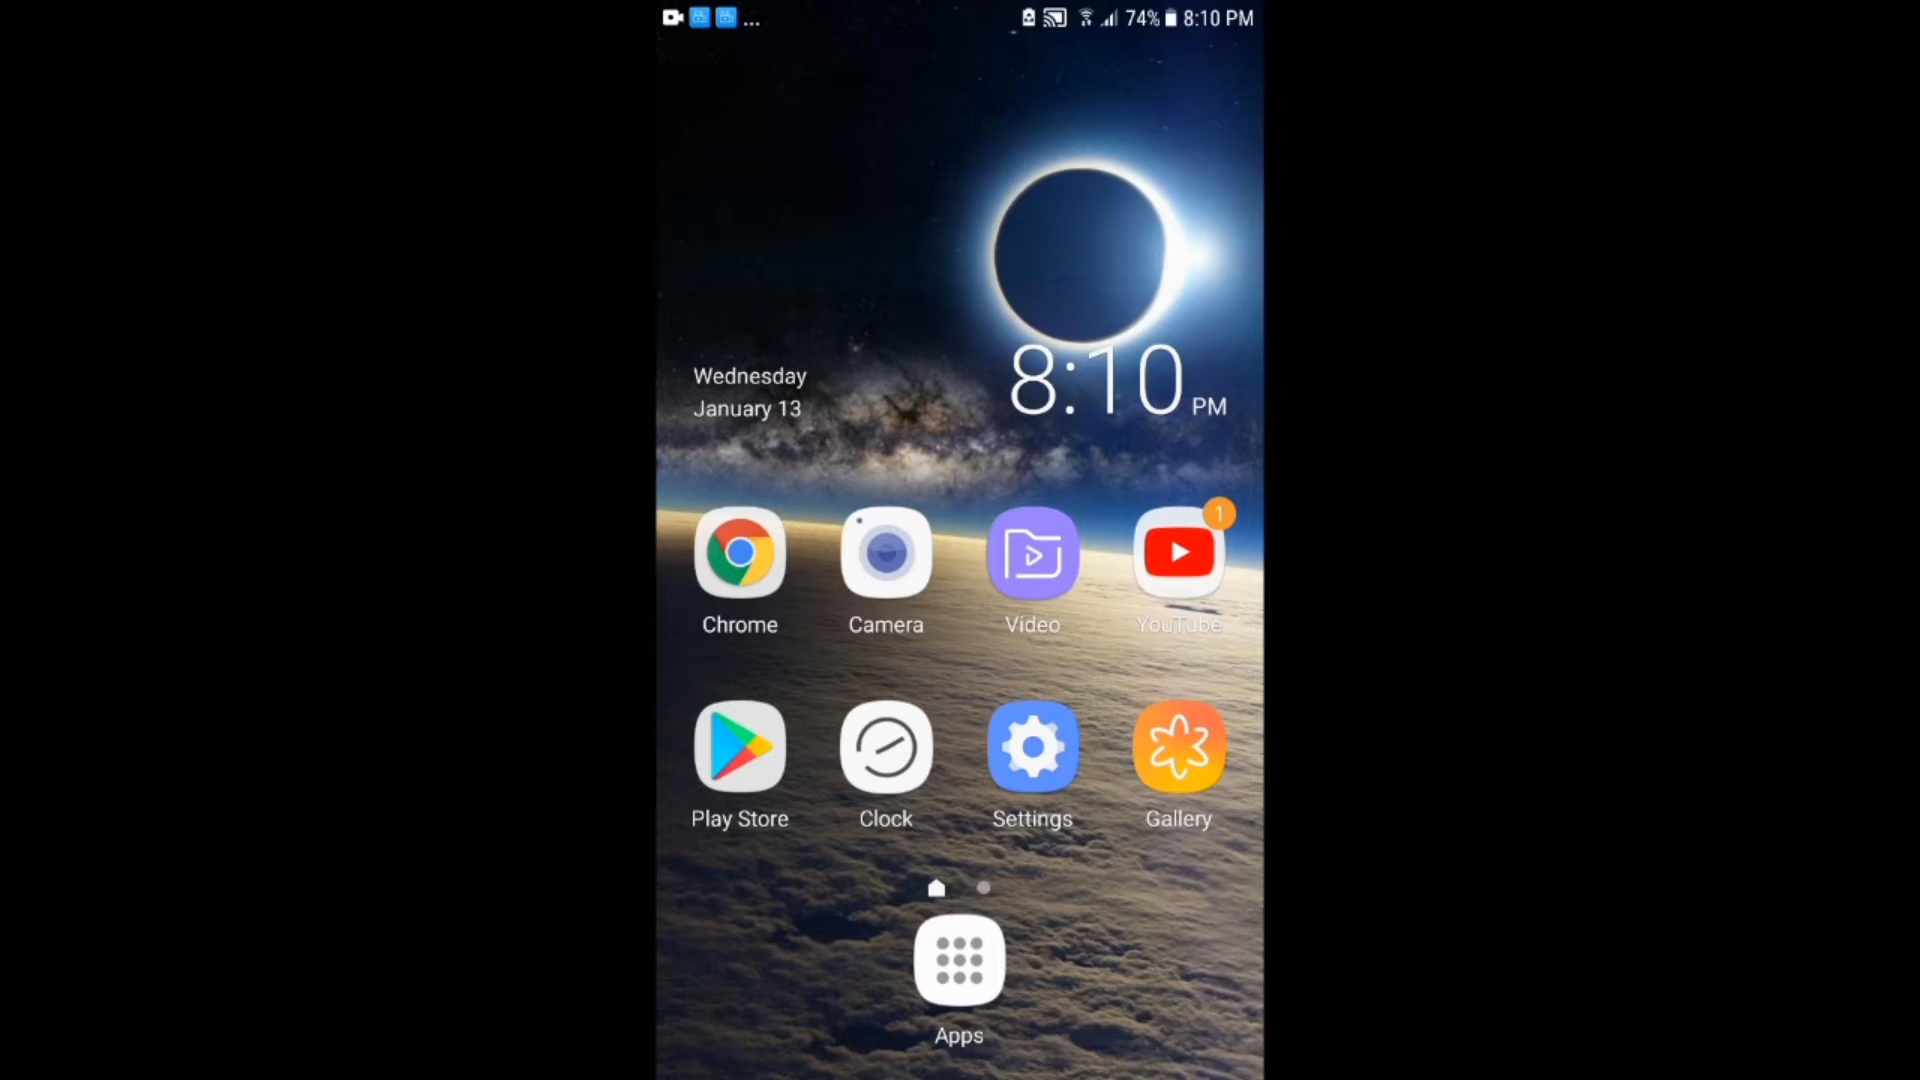 ... 74% 8:10 PM
Wednesday
January 13
8:10 PM
1
Chrome Camera Video YouTube
Play Store Clock Settings Gallery
Apps